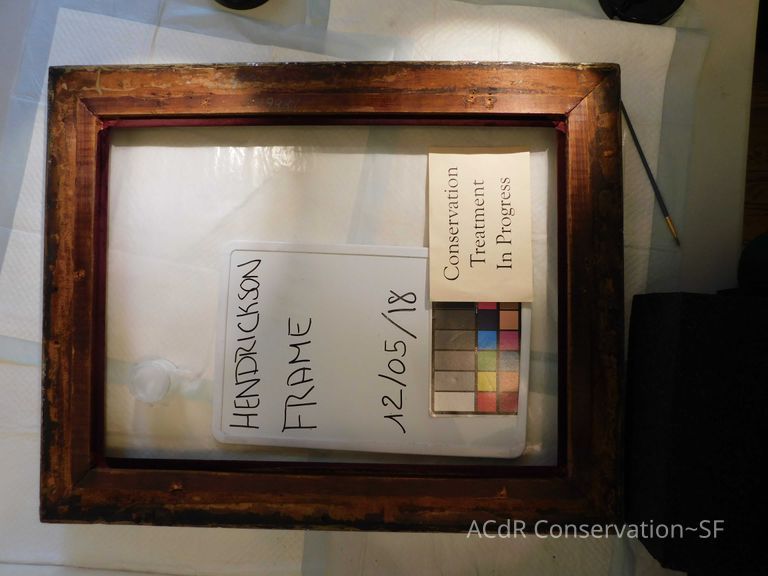 Conservation
Treatment
In Progress
HENDRICKSON
FRAME
12/05/18
ACdR Conservation~SF